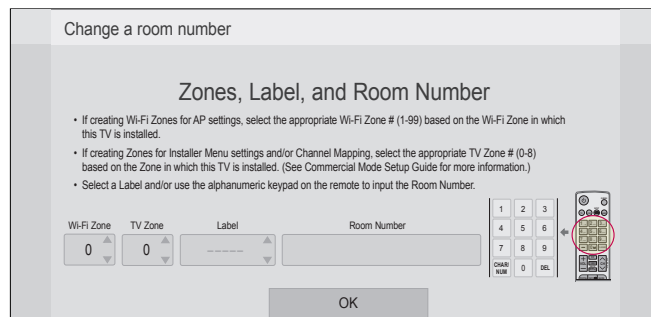 Change a room number
Zones, Label, and Room Number
• If creating Wi-Fi Zones for AP settings, select the appropriate Wi-Fi Zone # (1-99) based on the Wi-Fi Zone in which
this TV is installed.
• If creating Zones for Installer Menu settings and/or Channel Mapping, select the appropriate TV Zone # (0-8)
based on the Zone in which this TV is installed. (See Commercial Mode Setup Guide for more information.)
• Select a Label and/or use the alphanumeric keypad on the remote to input the Room Number.
Wi-Fi Zone TV Zone Label Room Number
0 0 -----
1 2 3
4 5 6
7 8 9
CHAR/
NUM 0 DEL
OK